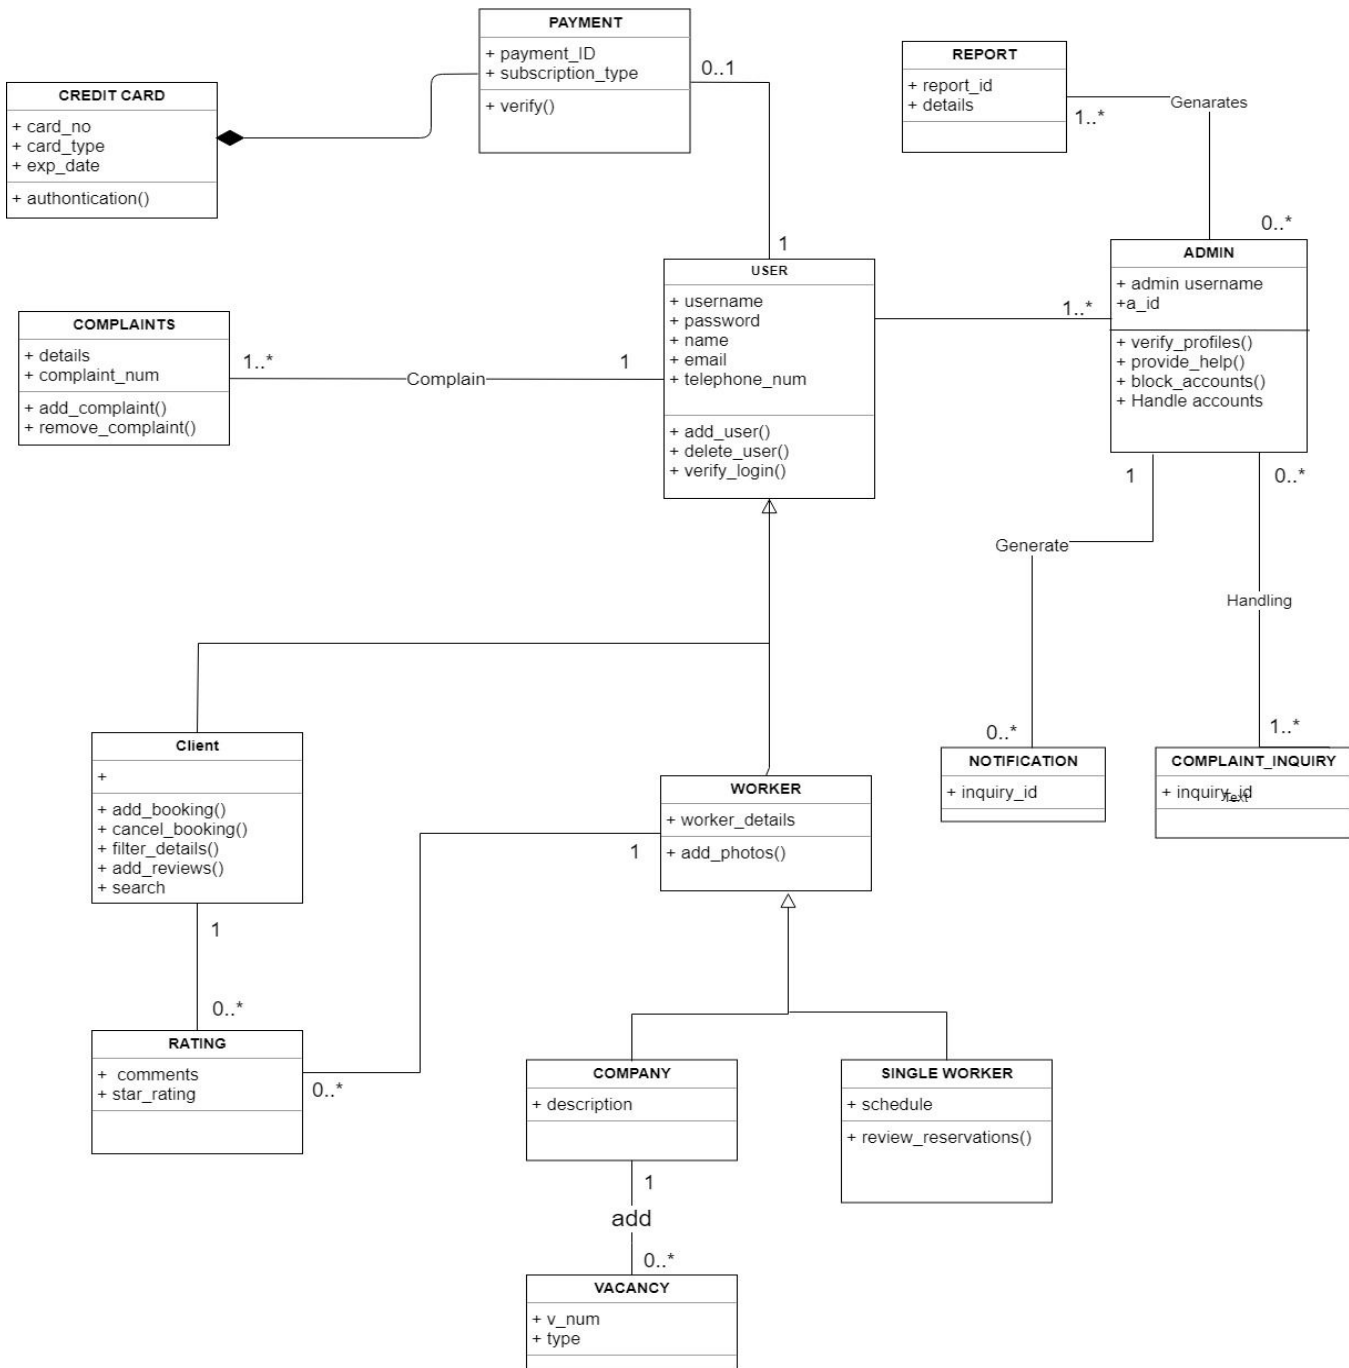 PAYMENT
+ payment_ID
+ subscription_type
+ verify()
0..1
REPORT
+ report_id
+ details
1..*
Genarates
0..*
CREDIT CARD
+ card_no
+ card_type
+ exp_date
+ authontication()
1
USER
+ username
+ password
+ name
+ email
+ telephone_num
+ add_user()
+ delete_user()
+ verify_login()
1..*
ADMIN
+ admin username
+a_id
+ verify_profiles()
+ provide_help()
+ block_accounts()
+ Handle accounts
COMPLAINTS
+ details
+ complaint_num
+ add_complaint()
+ remove_complaint()
1..*
Complain
1
1
0..*
Generate
Handling
0..*
1..*
NOTIFICATION
+ inquiry_id
COMPLAINT_INQUIRY
+ inquiry_id
Text
Client
+
+ add_booking()
+ cancel_booking()
+ filter_details()
+ add_reviews()
+ search
WORKER
+ worker_details
+ add_photos()
1
1
0..*
RATING
+ comments
+ star_rating
0..*
COMPANY
+ description
SINGLE WORKER
+ schedule
+ review_reservations()
1
add
0..*
VACANCY
+ v_num
+ type